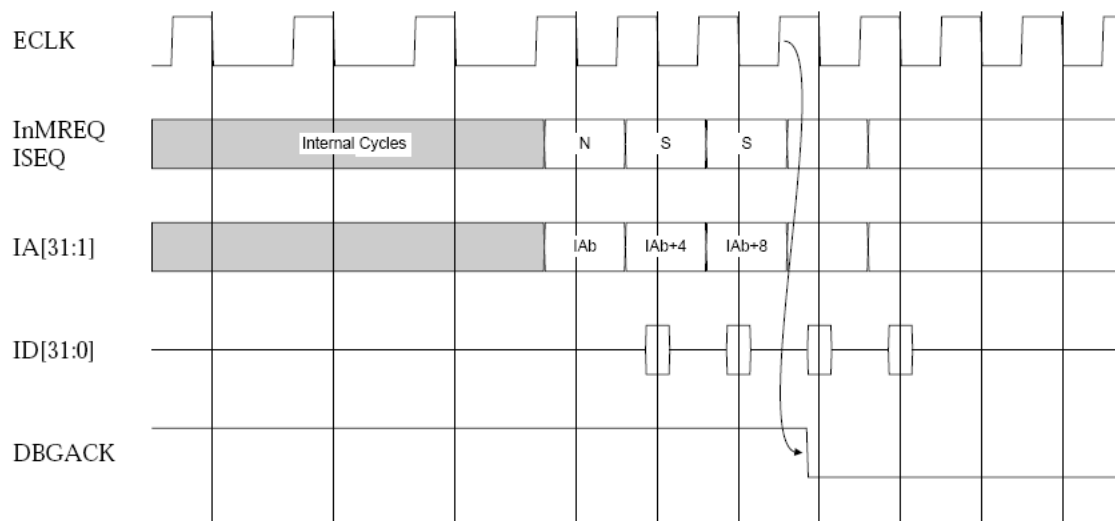 ECLK
InMREQ
ISEQ
Internal Cycles
N
S
S
IA[31:1]
IAb
IAb+4
IAb+8
ID[31:0]
DBGACK